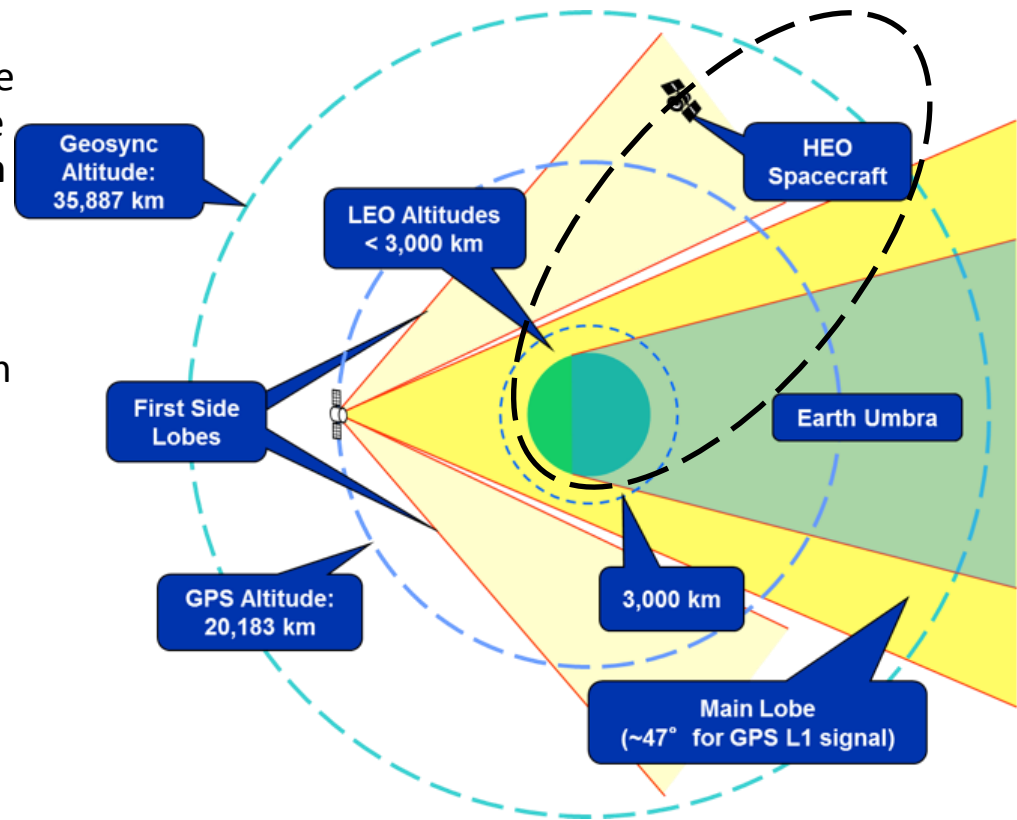 e
e
n
Geosync
Altitude:
35,887 km
HEO
Spacecraft
LEO Altitudes
< 3,000 km
n
First Side
Lobes
Earth Umbra
GPS Altitude:
20,183 km
3,000 km
Main Lobe
(~47° for GPS L1 signal)